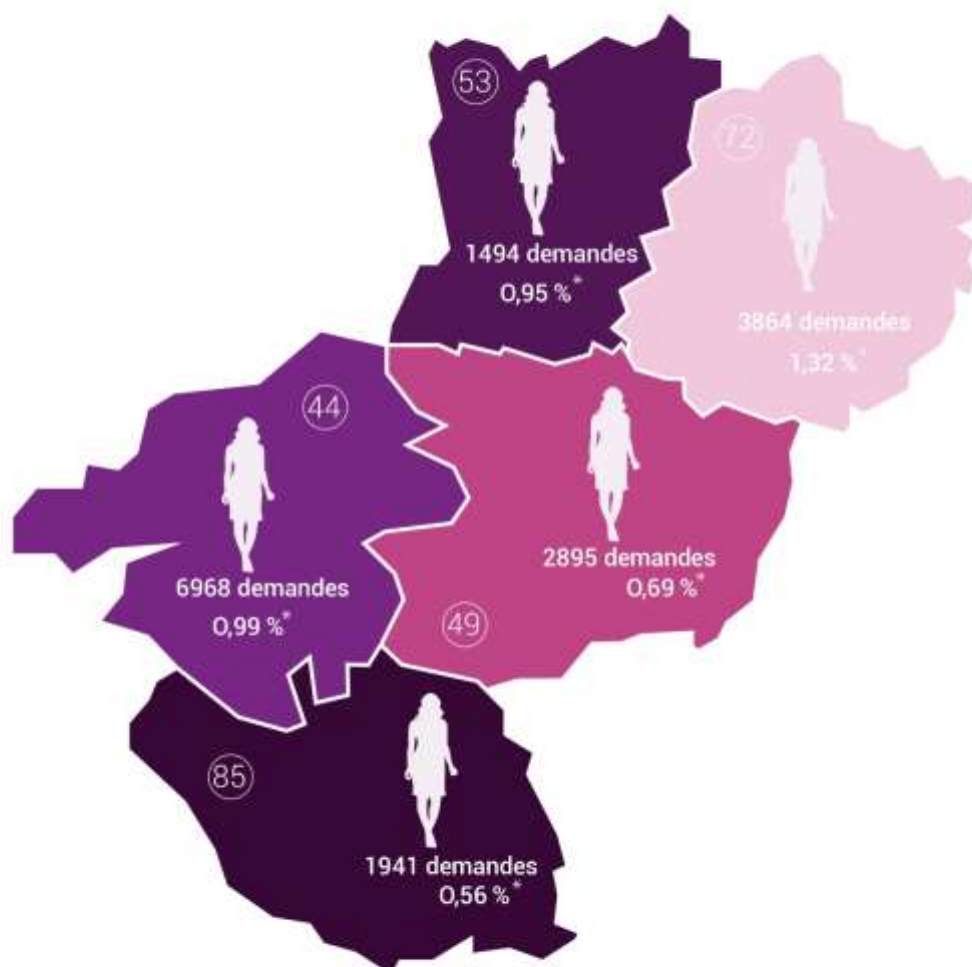 53
1494 demandes
0,95 %*
72
3864 demandes
1,32 %*
44
6968 demandes
0,99 %*
2895 demandes
0,69 %*
49
85
1941 demandes
0,56 %*